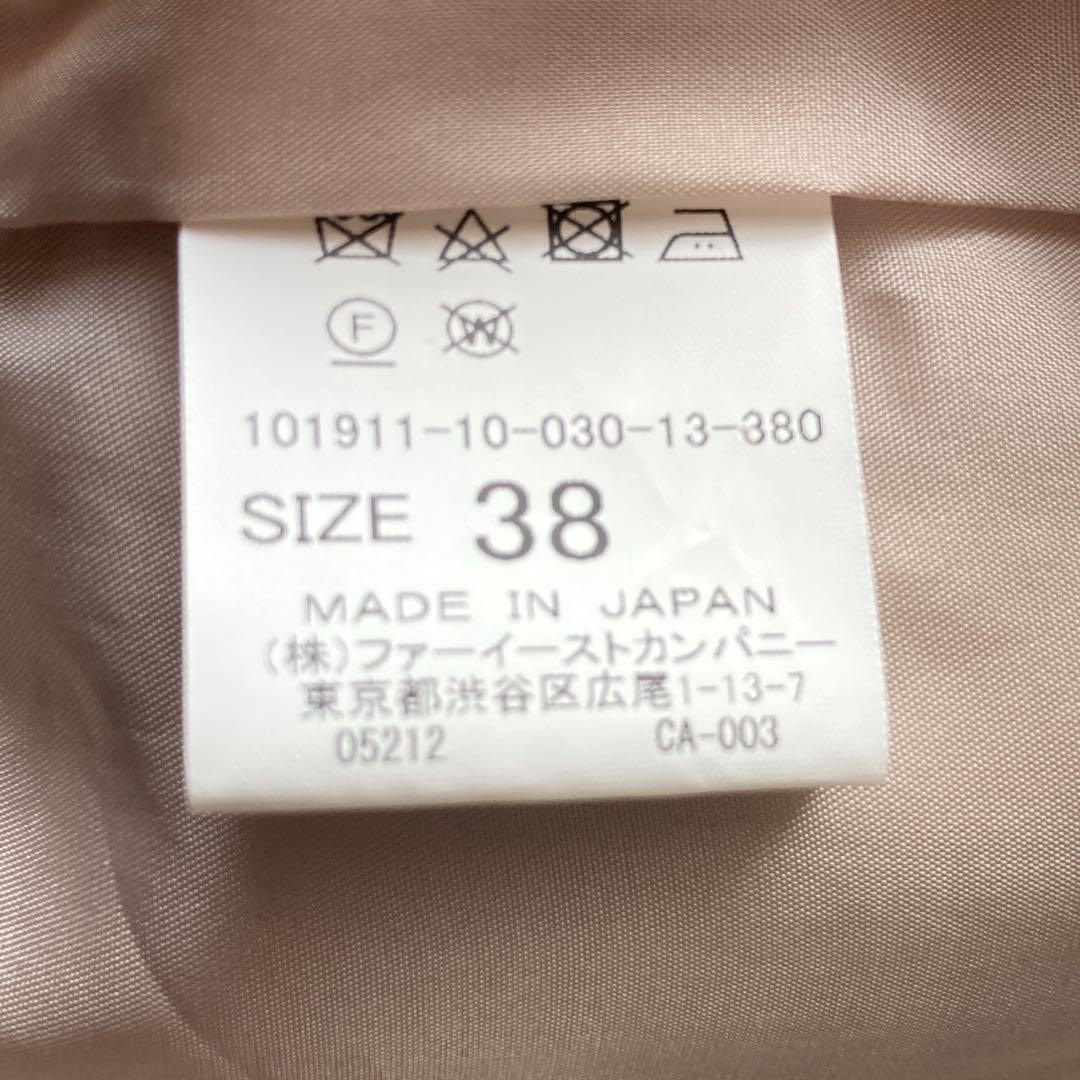 F W
101911-10-030-13-380
SIZE 38
MADE IN JAPAN
(株)ファーイーストカンパニー
東京都渋谷区広尾1-13-7
05212 CA-003